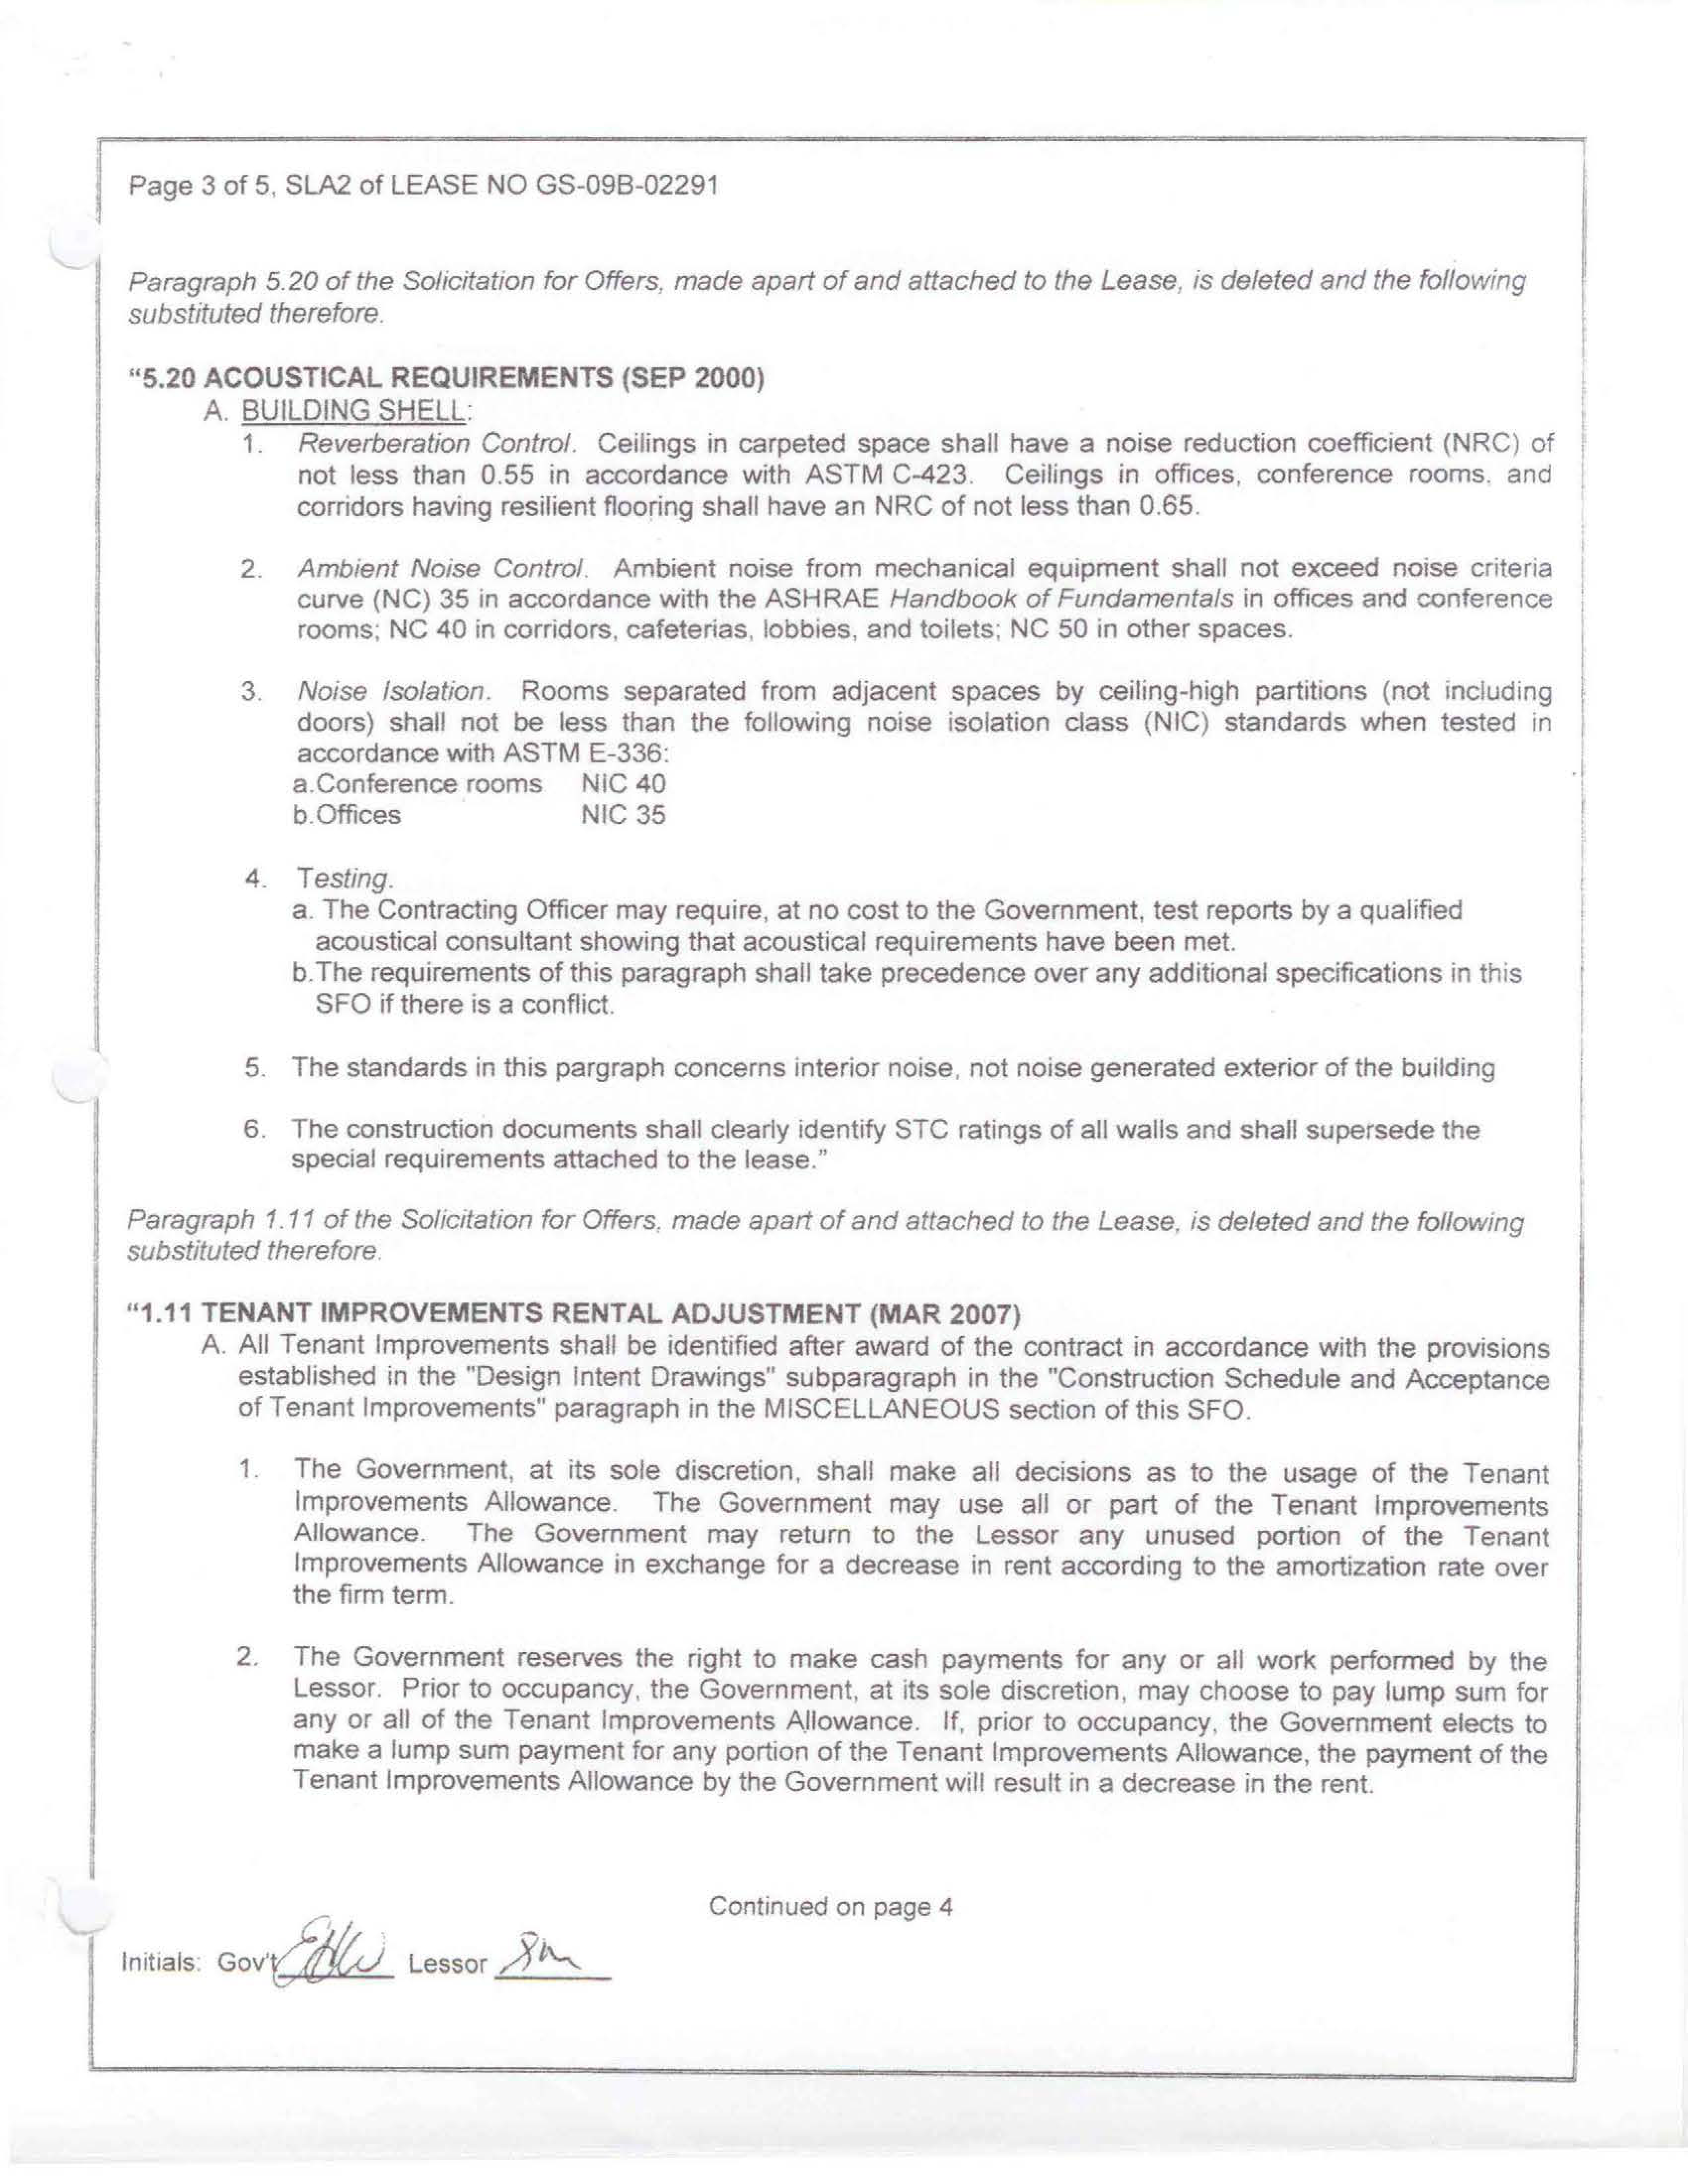 Page 3 of 5, SLA2 of LEASE NO GS-09B-02291
Paragraph 5.20 of the Solicitation for Offers, made apart of and attached to the Lease, is deleted and the following
substituted therefore.
“5.20 ACOUSTICAL REQUIREMENTS (SEP 2000)
A. BUILDING SHELL:
1. Reverberation Control. Ceilings in carpeted space shall have a noise reduction coefficient (NRC) of
not less than 0.55 in accordance with ASTM C-423. Ceilings in offices, conference rooms, and
corridors having resilient flooring shall have an NRC of not less than 0.65.
2. Ambient Noise Control. Ambient noise from mechanical equipment shall not exceed noise criteria
curve (NC) 35 in accordance with the ASHRAE Handbook of Fundamentals in offices and conference
rooms; NC 40 in corridors, cafeterias, lobbies, and toilets; NC 50 in other spaces.
3. Noise Isolation. Rooms separated from adjacent spaces by ceiling-high partitions (not including
doors) shall not be less than the following noise isolation class (NIC) standards when tested in
accordance with ASTM E-336:
a.Conference rooms NIC 40
b.Offices NIC 35
4. Testing.
a. The Contracting Officer may require, at no cost to the Government, test reports by a qualified
acoustical consultant showing that acoustical requirements have been met.
b.The requirements of this paragraph shall take precedence over any additional specifications in this
SFO if there is a conflict.
5. The standards in this pargraph concerns interior noise, not noise generated exterior of the building
6. The construction documents shall clearly identify STC ratings of all walls and shall supersede the
special requirements attached to the lease.”
Paragraph 1.11 of the Solicitation for Offers, made apart of and attached to the Lease, is deleted and the following
substituted therefore.
“1.11 TENANT IMPROVEMENTS RENTAL ADJUSTMENT (MAR 2007)
A. All Tenant Improvements shall be identified after award of the contract in accordance with the provisions
established in the "Design Intent Drawings" subparagraph in the "Construction Schedule and Acceptance
of Tenant Improvements" paragraph in the MISCELLANEOUS section of this SFO.
1. The Government, at its sole discretion, shall make all decisions as to the usage of the Tenant
Improvements Allowance. The Government may use all or part of the Tenant Improvements
Allowance. The Government may return to the Lessor any unused portion of the Tenant
Improvements Allowance in exchange for a decrease in rent according to the amortization rate over
the firm term.
2. The Government reserves the right to make cash payments for any or all work performed by the
Lessor. Prior to occupancy, the Government, at its sole discretion, may choose to pay lump sum for
any or all of the Tenant Improvements Allowance. If, prior to occupancy, the Government elects to
make a lump sum payment for any portion of the Tenant Improvements Allowance, the payment of the
Tenant Improvements Allowance by the Government will result in a decrease in the rent.
Continued on page 4
Initials: Gov't Lessor